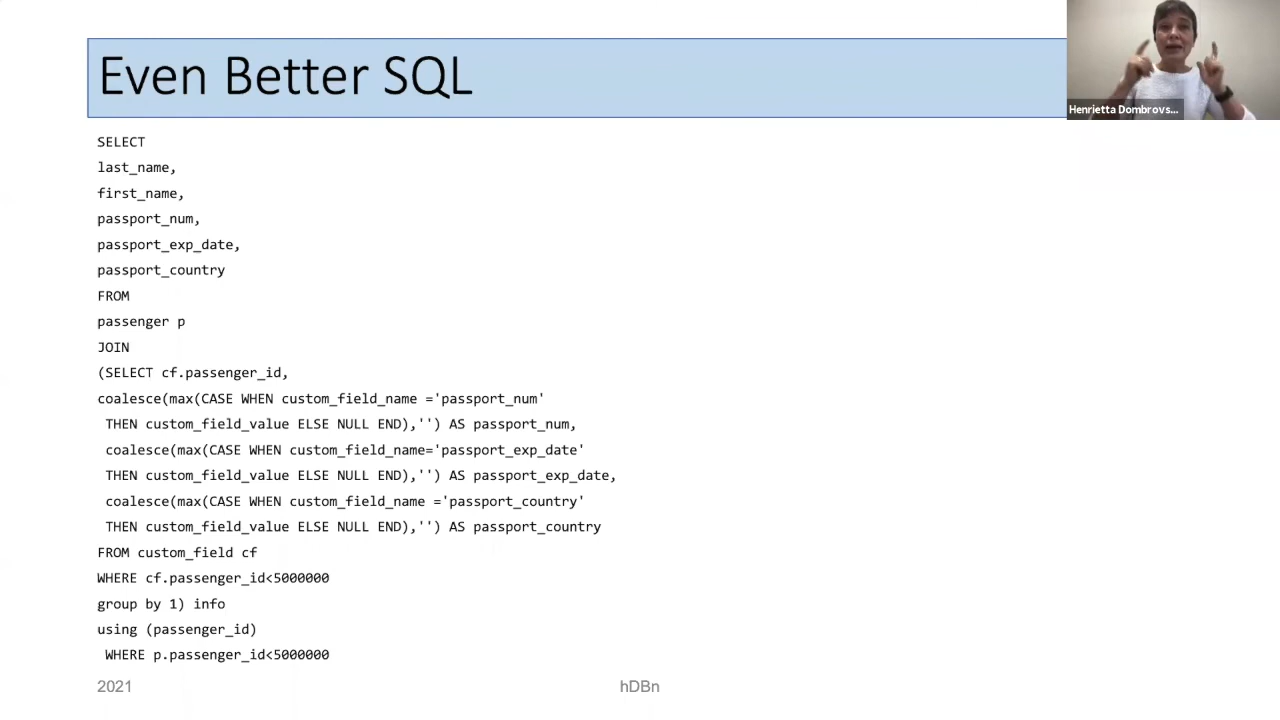 Even Better SQL
Henrietta Dombrovs...
SELECT
last_name,
first_name,
passport_num,
passport_exp_date,
passport_country
FROM
passenger p
JOIN
(SELECT cf.passenger_id,
coalesce(max(CASE WHEN custom_field_name ='passport_num'
THEN custom_field_value ELSE NULL END),'') AS passport_num,
coalesce(max(CASE WHEN custom_field_name='passport_exp_date'
THEN custom_field_value ELSE NULL END),'') AS passport_exp_date,
coalesce(max(CASE WHEN custom_field_name ='passport_country'
THEN custom_field_value ELSE NULL END),'') AS passport_country
FROM custom_field cf
WHERE cf.passenger_id<5000000
group by 1) info
using (passenger_id)
WHERE p.passenger_id<5000000
2021
hDBn